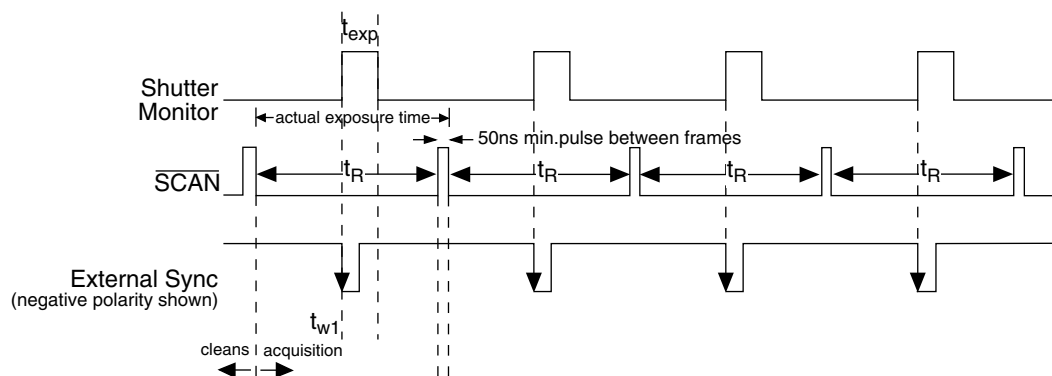 t_exp
Shutter
Monitor
actual exposure time
50ns min.pulse between frames
SCAN
t_R
t_R
t_R
t_R
External Sync
(negative polarity shown)
t_w1
cleans
acquisition